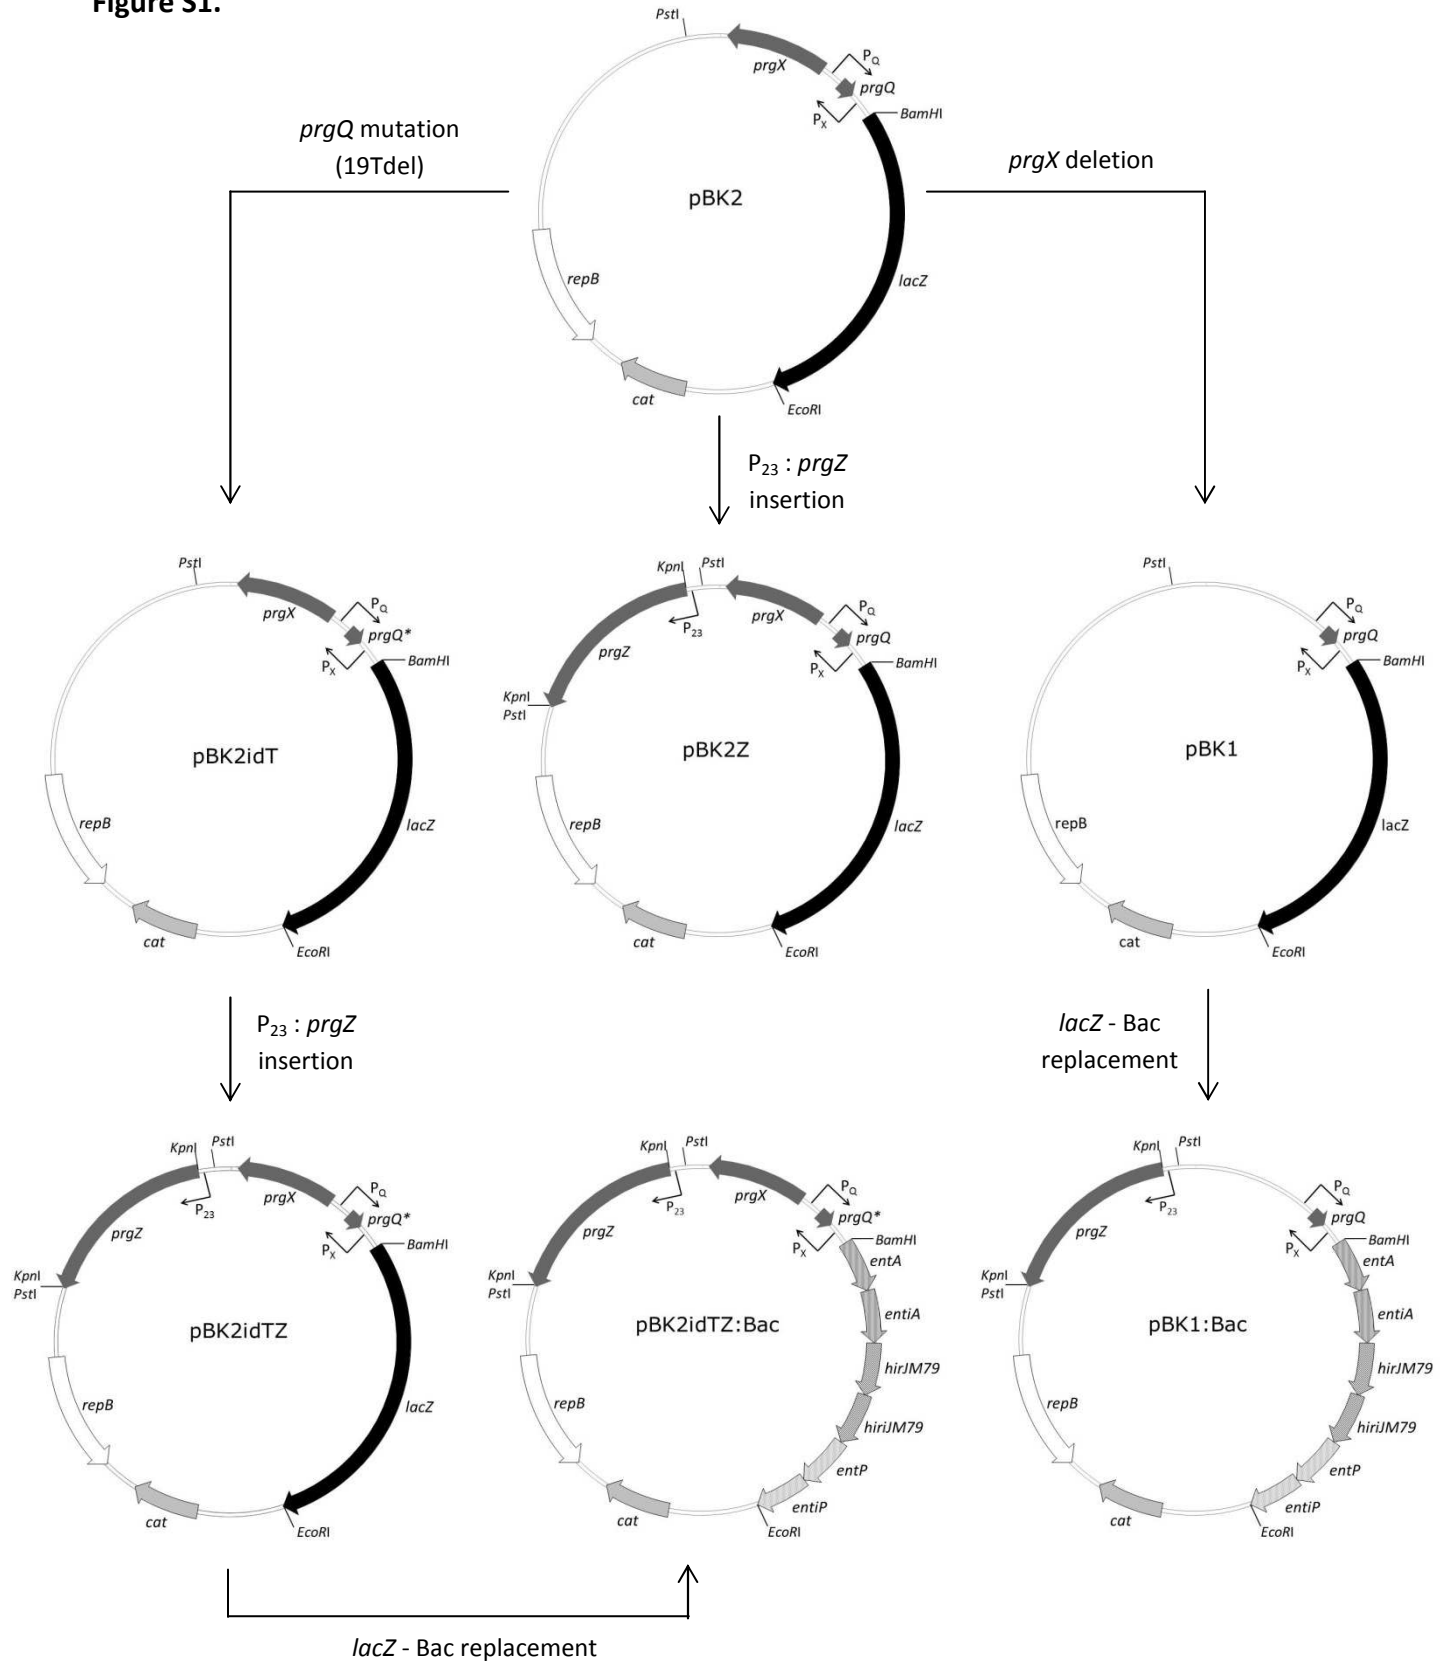 Figure S1.
PstI
prgX
PQ
prgQ
PX
BamHI
pBK2
repB
lacZ
cat
EcoRI
prgQ mutation
(19Tdel)
prgX deletion
P23 : prgZ
insertion
PstI
prgX
PQ
prgQ*
PX
BamHI
pBK2idT
repB
lacZ
cat
EcoRI
KpnI
PstI
P23
prgX
PQ
prgQ
PX
BamHI
prgZ
KpnI
PstI
pBK2Z
repB
lacZ
cat
EcoRI
PstI
PQ
prgQ
PX
BamHI
pBK1
repB
lacZ
cat
EcoRI
P23 : prgZ
insertion
lacZ - Bac
replacement
KpnI
PstI
P23
prgX
PQ
prgQ*
PX
BamHI
prgZ
KpnI
PstI
pBK2idTZ
repB
lacZ
cat
EcoRI
KpnI
PstI
P23
prgX
PQ
prgQ*
PX
BamHI
prgZ
entA
KpnI
PstI
entiA
pBK2idTZ:Bac
hirJM79
repB
hiriJM79
entP
entiP
cat
EcoRI
KpnI
PstI
P23
PQ
prgQ
PX
BamHI
prgZ
entA
KpnI
PstI
entiA
pBK1:Bac
hirJM79
repB
hiriJM79
entP
entiP
cat
EcoRI
lacZ - Bac replacement